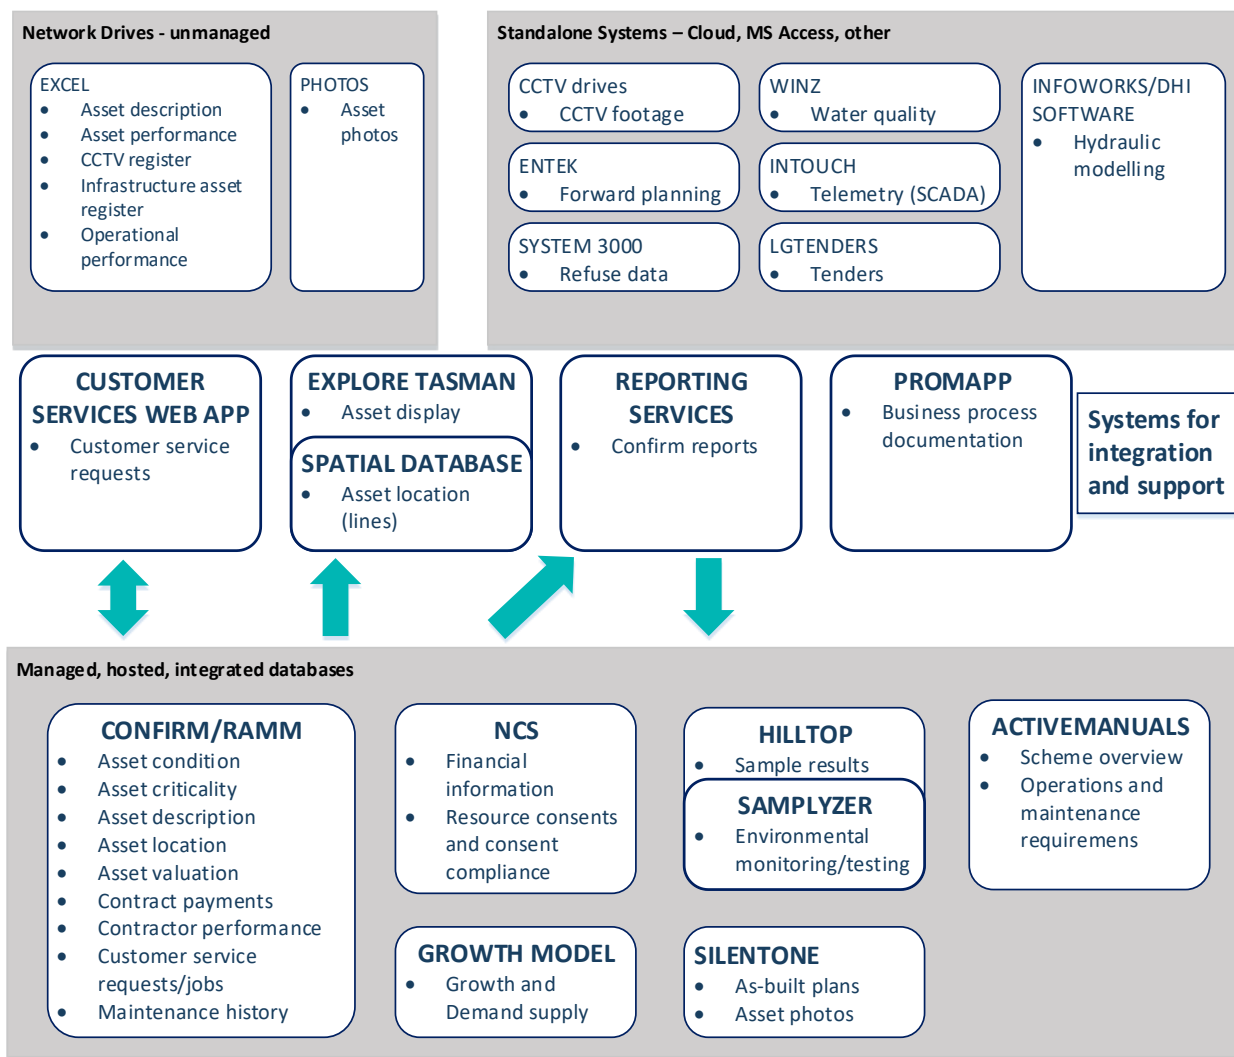 Network Drives - unmanaged
EXCEL
• Asset description
• Asset performance
• CCTV register
• Infrastructure asset
register
• Operational
performance
PHOTOS
• Asset
photos
Standalone Systems – Cloud, MS Access, other
CCTV drives
• CCTV footage
WINZ
• Water quality
INFOWORKS/DHI
SOFTWARE
• Hydraulic
modelling
ENTEK
• Forward planning
INTOUCH
• Telemetry (SCADA)
SYSTEM 3000
• Refuse data
LGTENDERS
• Tenders
CUSTOMER
SERVICES WEB APP
• Customer service
requests
EXPLORE TASMAN
• Asset display
SPATIAL DATABASE
• Asset location
(lines)
REPORTING
SERVICES
• Confirm reports
PROMAPP
• Business process
documentation
Systems for
integration
and support
Managed, hosted, integrated databases
CONFIRM/RAMM
• Asset condition
• Asset criticality
• Asset description
• Asset location
• Asset valuation
• Contract payments
• Contractor performance
• Customer service
requests/jobs
• Maintenance history
NCS
• Financial
information
• Resource consents
and consent
compliance
HILLTOP
• Sample results
SAMPLYZER
• Environmental
monitoring/testing
ACTIVEMANUALS
• Scheme overview
• Operations and
maintenance
requiremens
GROWTH MODEL
• Growth and
Demand supply
SILENTONE
• As-built plans
• Asset photos